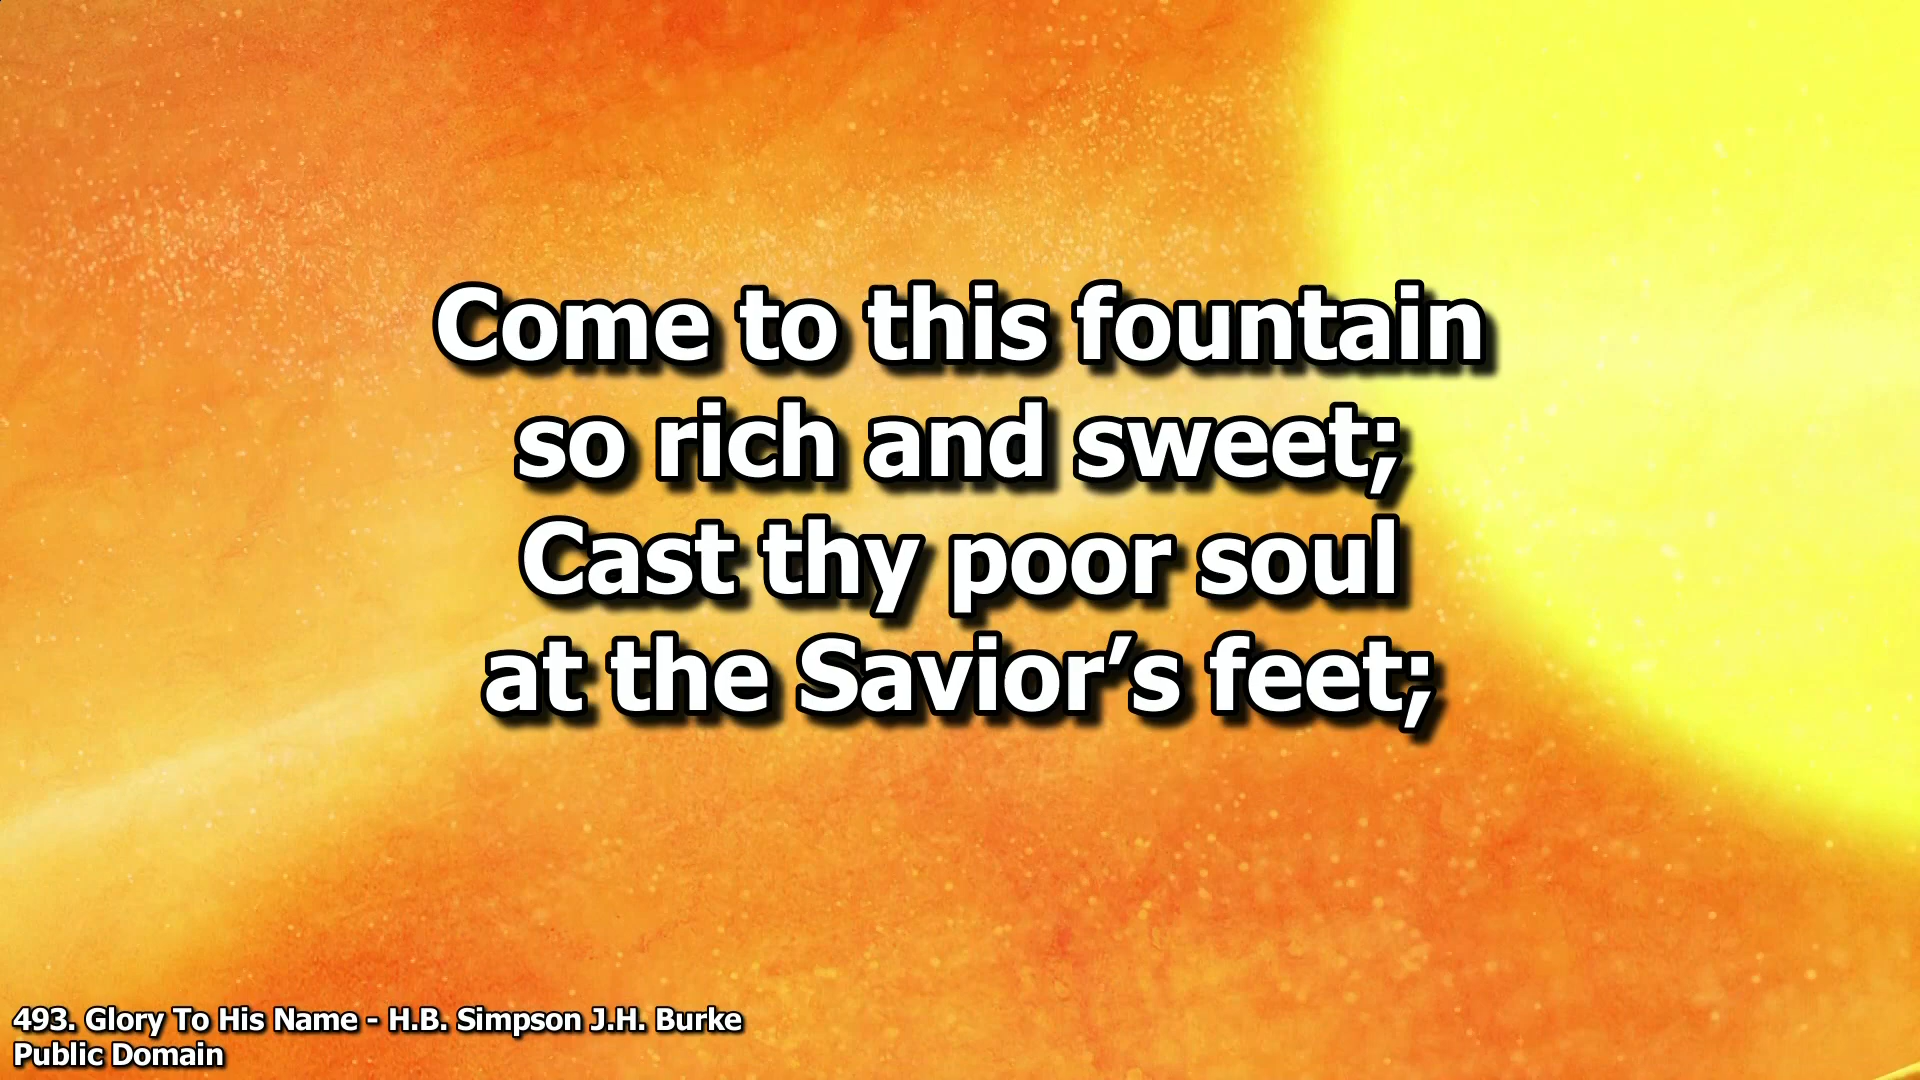 Come to this fountain
so rich and sweet;
Cast thy poor soul
at the Savior’s feet;
493. Glory To His Name - H.B. Simpson J.H. Burke
Public Domain